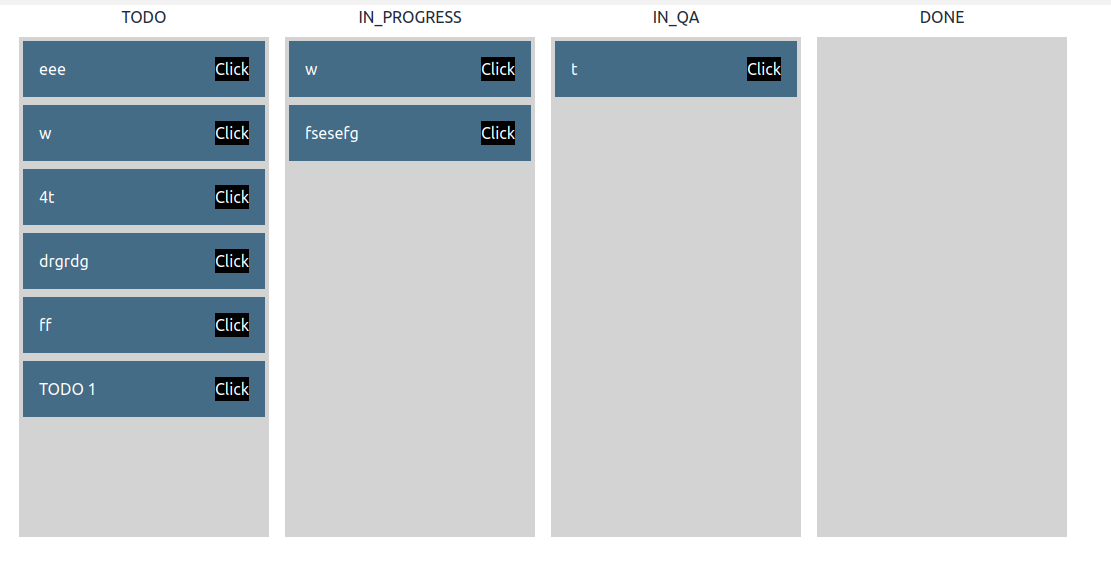 TODO
IN_PROGRESS
IN_QA
DONE
eee Click
w Click
4t Click
drgrdg Click
ff Click
TODO 1 Click
w Click
fsesefg Click
t Click